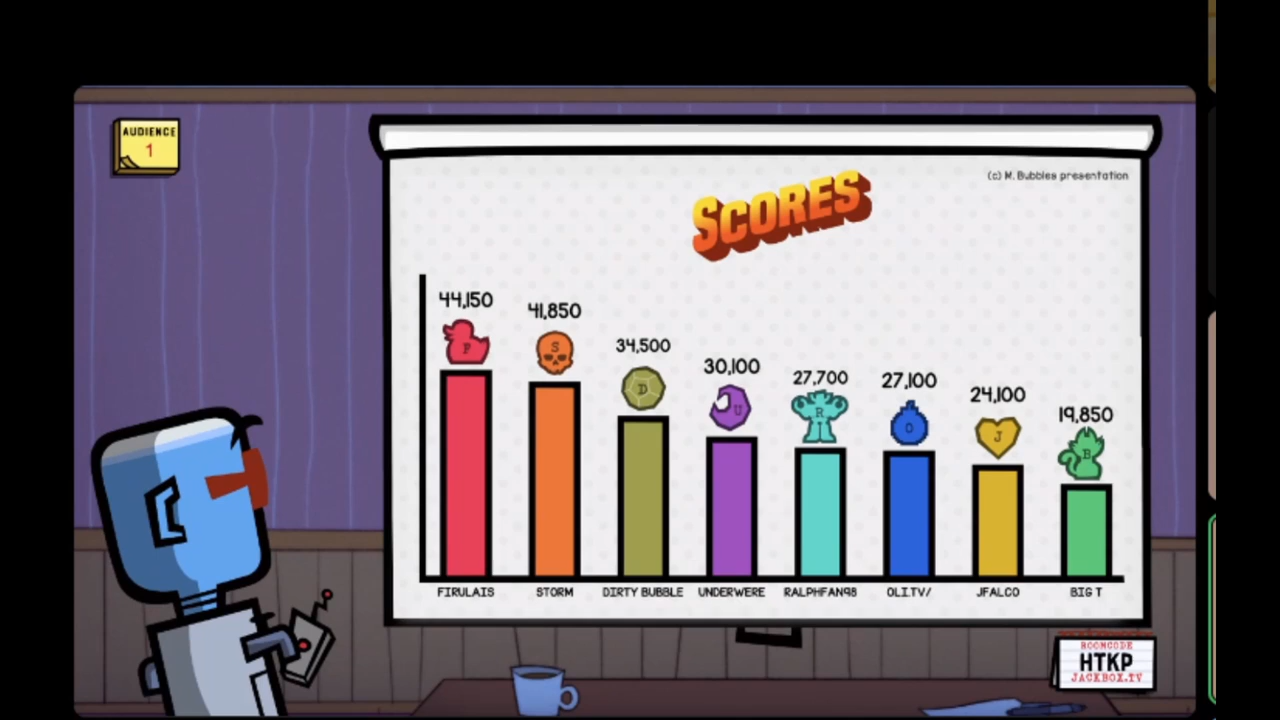 AUDIENCE
1
(c) M. Bubbles presentation
SCORES
44,150
41,850
34,500
30,100
27,700
27,100
24,100
19,850
F
S
D
U
R
O
J
B
FIRULAIS
STORM
DIRTY BUBBLE
UNDERWERE
RALPHFAN98
OLI.TV/
JFALCO
BIG T
ROOMCODE
HTKP
JACKBOX.TV